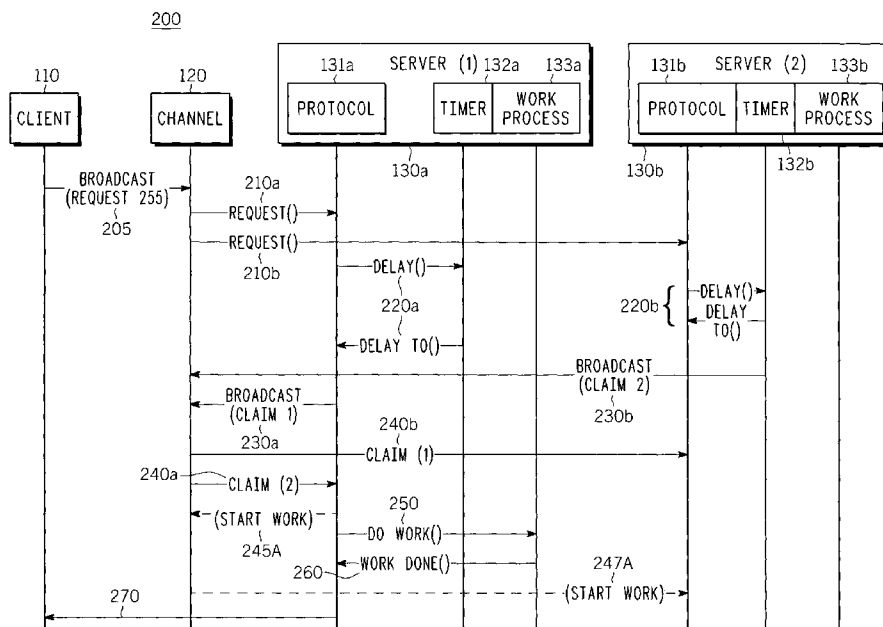 200
110
120
131a
SERVER (1)
132a
133a
131b
SERVER (2)
133b
CLIENT
CHANNEL
PROTOCOL
TIMER
WORK
PROCESS
PROTOCOL
TIMER
WORK
PROCESS
130a
130b
132b
BROADCAST
(REQUEST 255)
205
210a
REQUEST()
REQUEST()
210b
DELAY()
220a
DELAY TO()
220b
DELAY()
DELAY
TO()
BROADCAST
(CLAIM 2)
230b
BROADCAST
(CLAIM 1)
230a
240b
CLAIM (1)
240a
CLAIM (2)
(START WORK)
245A
250
DO WORK()
260
WORK DONE()
247A
(START WORK)
270